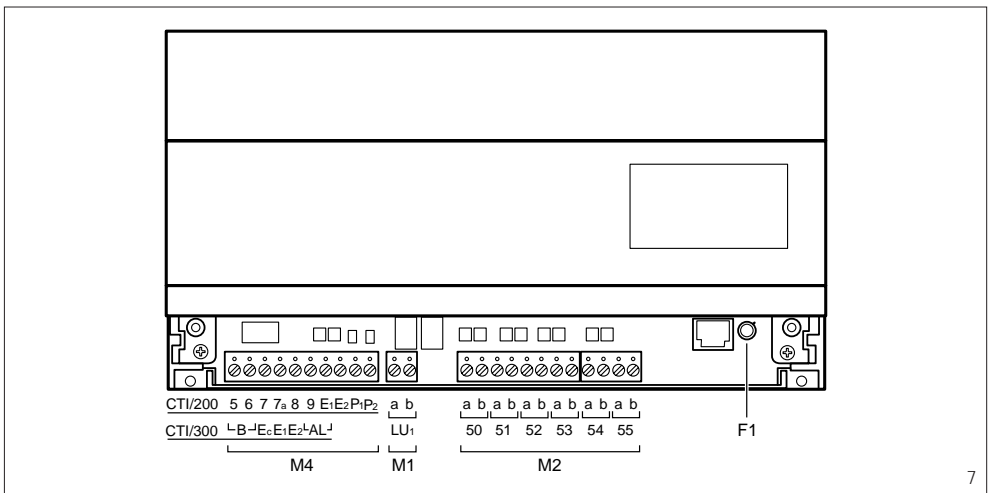 CTI/200 5 6 7 7a 8 9 E1 E2 P1 P2 a b a b a b a b a b a b a b
CTI/300 B Ec E1 E2 AL LU1 50 51 52 53 54 55 F1
M4 M1 M2
7